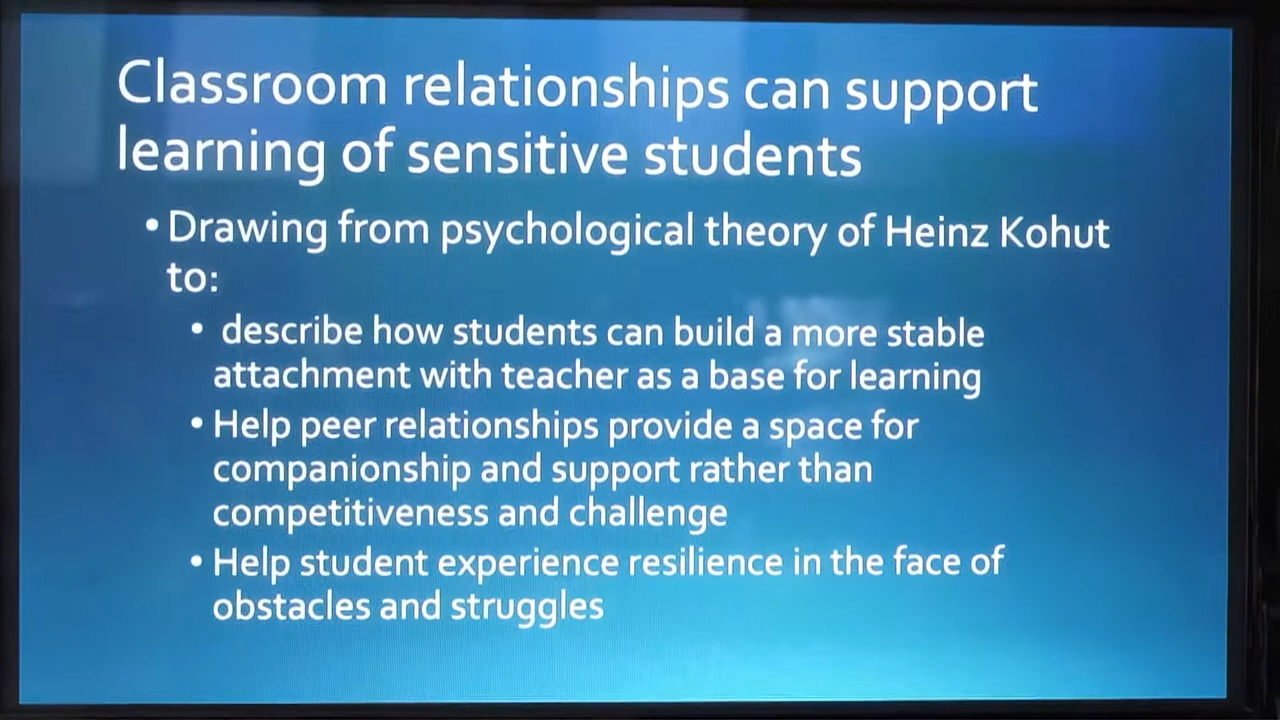 Classroom relationships can support
learning of sensitive students
• Drawing from psychological theory of Heinz Kohut
to:
• describe how students can build a more stable
attachment with teacher as a base for learning
• Help peer relationships provide a space for
companionship and support rather than
competitiveness and challenge
• Help student experience resilience in the face of
obstacles and struggles